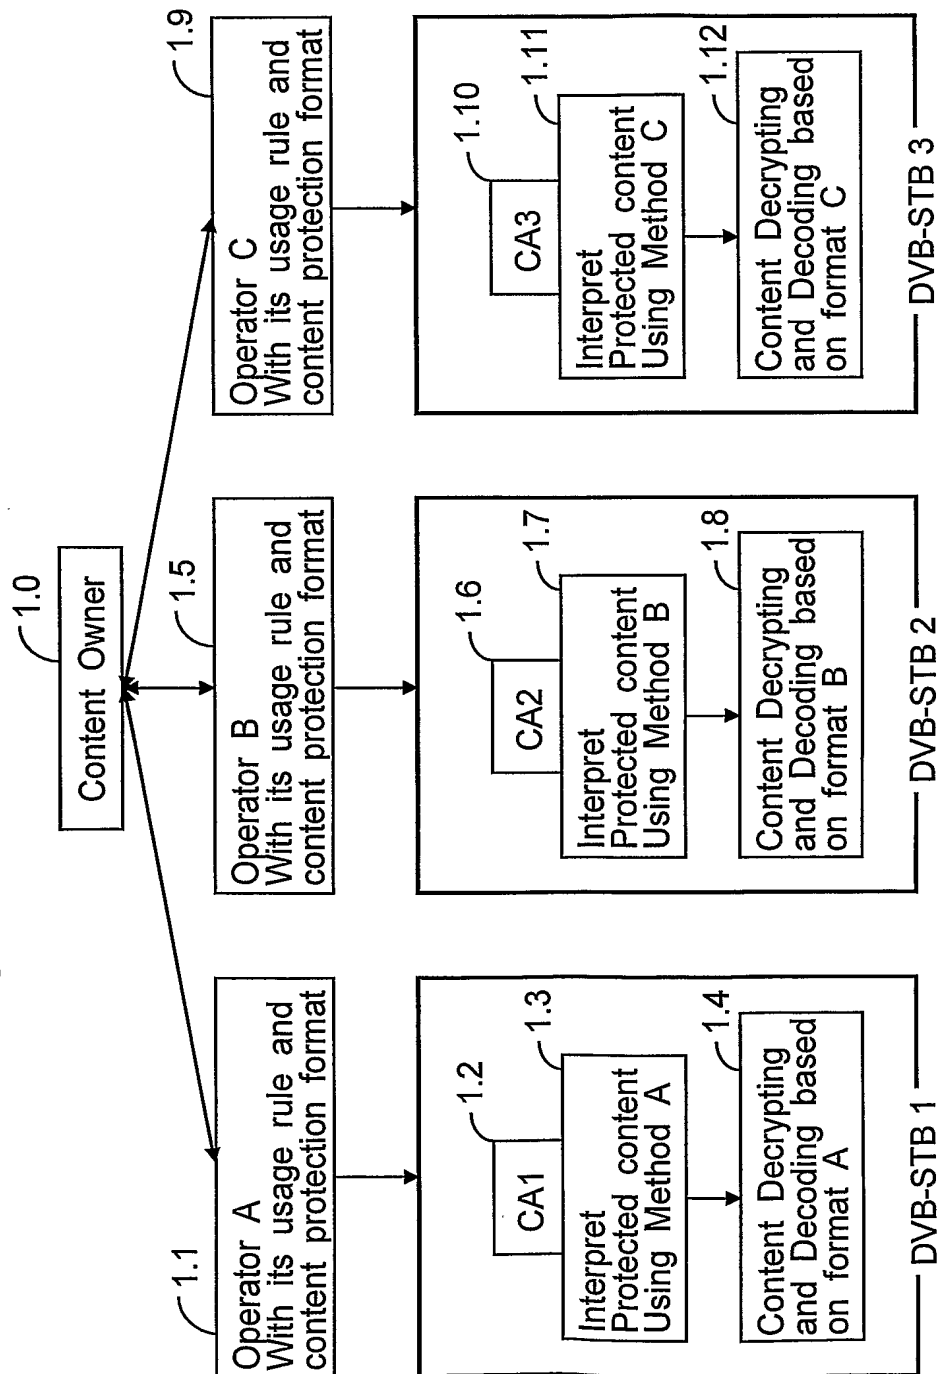 1.0
Content Owner
1.1
Operator A
With its usage rule and
content protection format
1.5
Operator B
With its usage rule and
content protection format
1.9
Operator C
With its usage rule and
content protection format
1.2
CA1
1.3
Interpret
Protected content
Using Method A
1.4
Content Decrypting
and Decoding based
on format A
DVB-STB 1
1.6
CA2
1.7
Interpret
Protected content
Using Method B
1.8
Content Decrypting
and Decoding based
on format B
DVB-STB 2
1.10
CA3
1.11
Interpret
Protected content
Using Method C
1.12
Content Decrypting
and Decoding based
on format C
DVB-STB 3